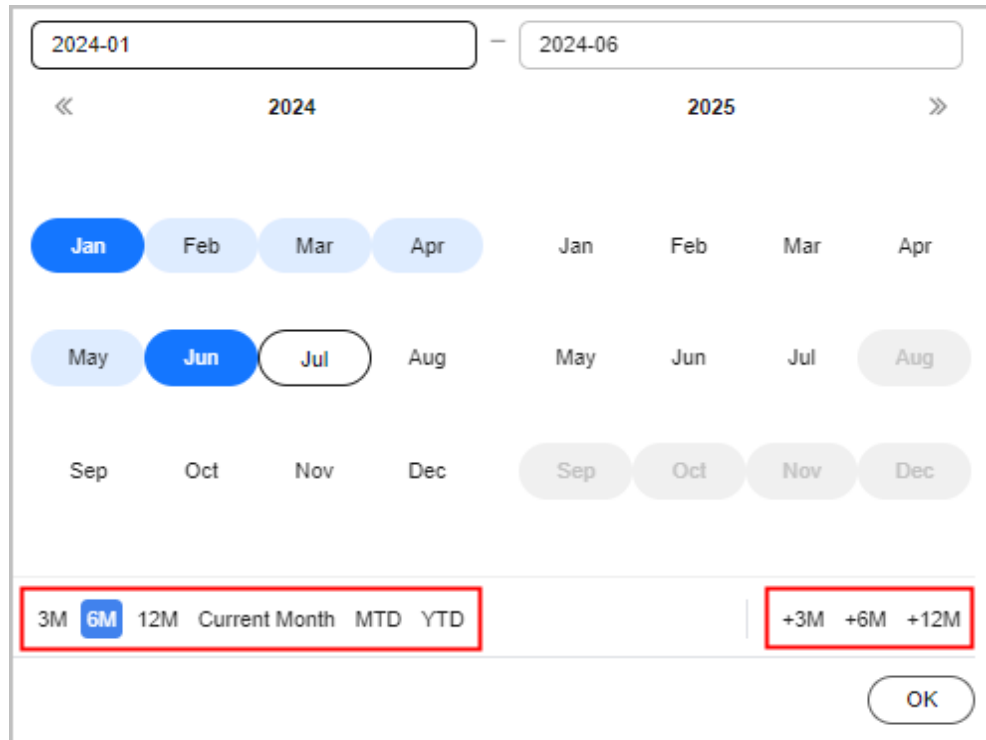 2024-01 – 2024-06
« 2024 2025 »
Jan Feb Mar Apr Jan Feb Mar Apr
May Jun Jul Aug May Jun Jul Aug
Sep Oct Nov Dec Sep Oct Nov Dec
3M 6M 12M Current Month MTD YTD +3M +6M +12M
OK